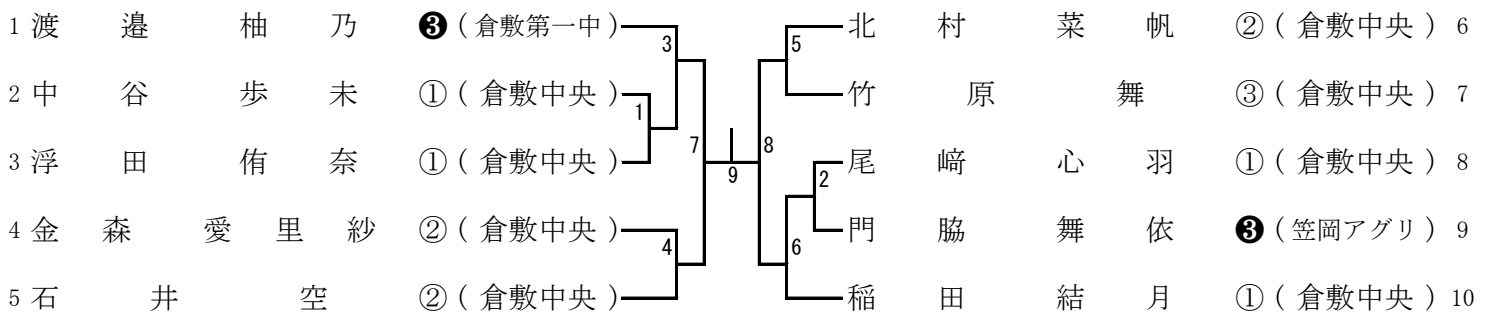 1 渡 邉 柚 乃 ❸ ( 倉敷第一中 ) 3 5 北 村 菜 帆 ② ( 倉敷中央 ) 6
2 中 谷 歩 未 ① ( 倉敷中央 ) 1 竹 原 舞 ③ ( 倉敷中央 ) 7
3 浮 田 侑 奈 ① ( 倉敷中央 ) 7 9 8 2 尾 﨑 心 羽 ① ( 倉敷中央 ) 8
4 金 森 愛 里 紗 ② ( 倉敷中央 ) 4 6 門 脇 舞 依 ❸ ( 笠岡アグリ ) 9
5 石 井 空 ② ( 倉敷中央 ) 稲 田 結 月 ① ( 倉敷中央 ) 10